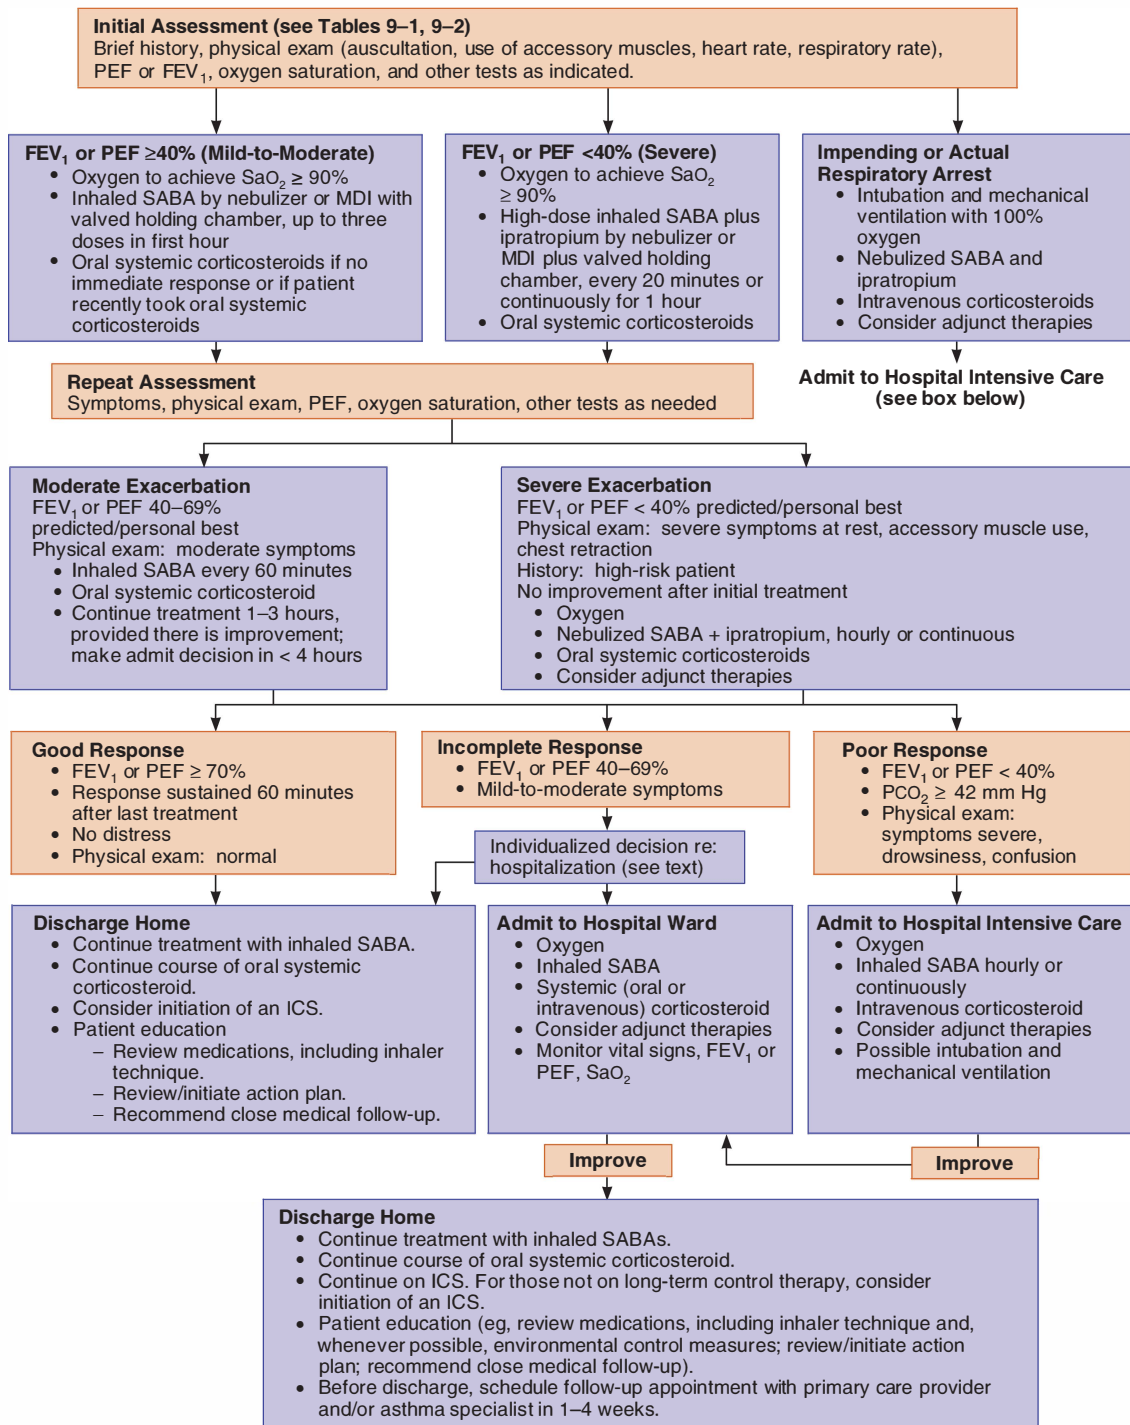 Initial Assessment (see Tables 9–1, 9–2)
Brief history, physical exam (auscultation, use of accessory muscles, heart rate, respiratory rate),
PEF or FEV₁, oxygen saturation, and other tests as indicated.
FEV₁ or PEF ≥40% (Mild-to-Moderate)
• Oxygen to achieve SaO₂ ≥ 90%
• Inhaled SABA by nebulizer or MDI with
valved holding chamber, up to three
doses in first hour
• Oral systemic corticosteroids if no
immediate response or if patient
recently took oral systemic
corticosteroids
FEV₁ or PEF <40% (Severe)
• Oxygen to achieve SaO₂
≥ 90%
• High-dose inhaled SABA plus
ipratropium by nebulizer or
MDI plus valved holding
chamber, every 20 minutes or
continuously for 1 hour
• Oral systemic corticosteroids
Impending or Actual
Respiratory Arrest
• Intubation and mechanical
ventilation with 100%
oxygen
• Nebulized SABA and
ipratropium
• Intravenous corticosteroids
• Consider adjunct therapies
Admit to Hospital Intensive Care
(see box below)
Repeat Assessment
Symptoms, physical exam, PEF, oxygen saturation, other tests as needed
Moderate Exacerbation
FEV₁ or PEF 40–69%
predicted/personal best
Physical exam: moderate symptoms
• Inhaled SABA every 60 minutes
• Oral systemic corticosteroid
• Continue treatment 1–3 hours,
provided there is improvement;
make admit decision in < 4 hours
Severe Exacerbation
FEV₁ or PEF < 40% predicted/personal best
Physical exam: severe symptoms at rest, accessory muscle use,
chest retraction
History: high-risk patient
No improvement after initial treatment
• Oxygen
• Nebulized SABA + ipratropium, hourly or continuous
• Oral systemic corticosteroids
• Consider adjunct therapies
Good Response
• FEV₁ or PEF ≥ 70%
• Response sustained 60 minutes
after last treatment
• No distress
• Physical exam: normal
Incomplete Response
• FEV₁ or PEF 40–69%
• Mild-to-moderate symptoms
Poor Response
• FEV₁ or PEF < 40%
• PCO₂ ≥ 42 mm Hg
• Physical exam:
symptoms severe,
drowsiness, confusion
Individualized decision re:
hospitalization (see text)
Discharge Home
• Continue treatment with inhaled SABA.
• Continue course of oral systemic
corticosteroid.
• Consider initiation of an ICS.
• Patient education
– Review medications, including inhaler
technique.
– Review/initiate action plan.
– Recommend close medical follow-up.
Admit to Hospital Ward
• Oxygen
• Inhaled SABA
• Systemic (oral or
intravenous) corticosteroid
• Consider adjunct therapies
• Monitor vital signs, FEV₁ or
PEF, SaO₂
Admit to Hospital Intensive Care
• Oxygen
• Inhaled SABA hourly or
continuously
• Intravenous corticosteroid
• Consider adjunct therapies
• Possible intubation and
mechanical ventilation
Improve
Improve
Discharge Home
• Continue treatment with inhaled SABAs.
• Continue course of oral systemic corticosteroid.
• Continue on ICS. For those not on long-term control therapy, consider
initiation of an ICS.
• Patient education (eg, review medications, including inhaler technique and,
whenever possible, environmental control measures; review/initiate action
plan; recommend close medical follow-up).
• Before discharge, schedule follow-up appointment with primary care provider
and/or asthma specialist in 1–4 weeks.